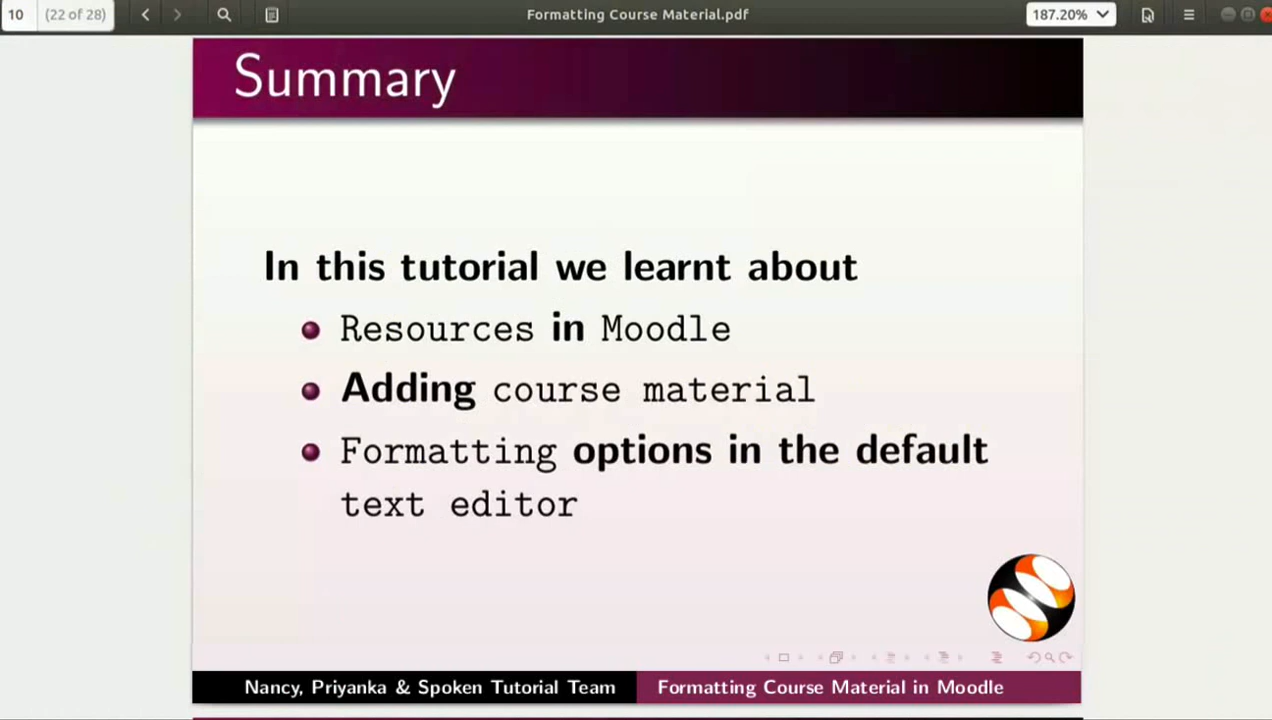 10 (22 of 28) Formatting Course Material.pdf 187.20%
Summary
In this tutorial we learnt about
Resources in Moodle
Adding course material
Formatting options in the default
text editor
Nancy, Priyanka & Spoken Tutorial Team Formatting Course Material in Moodle